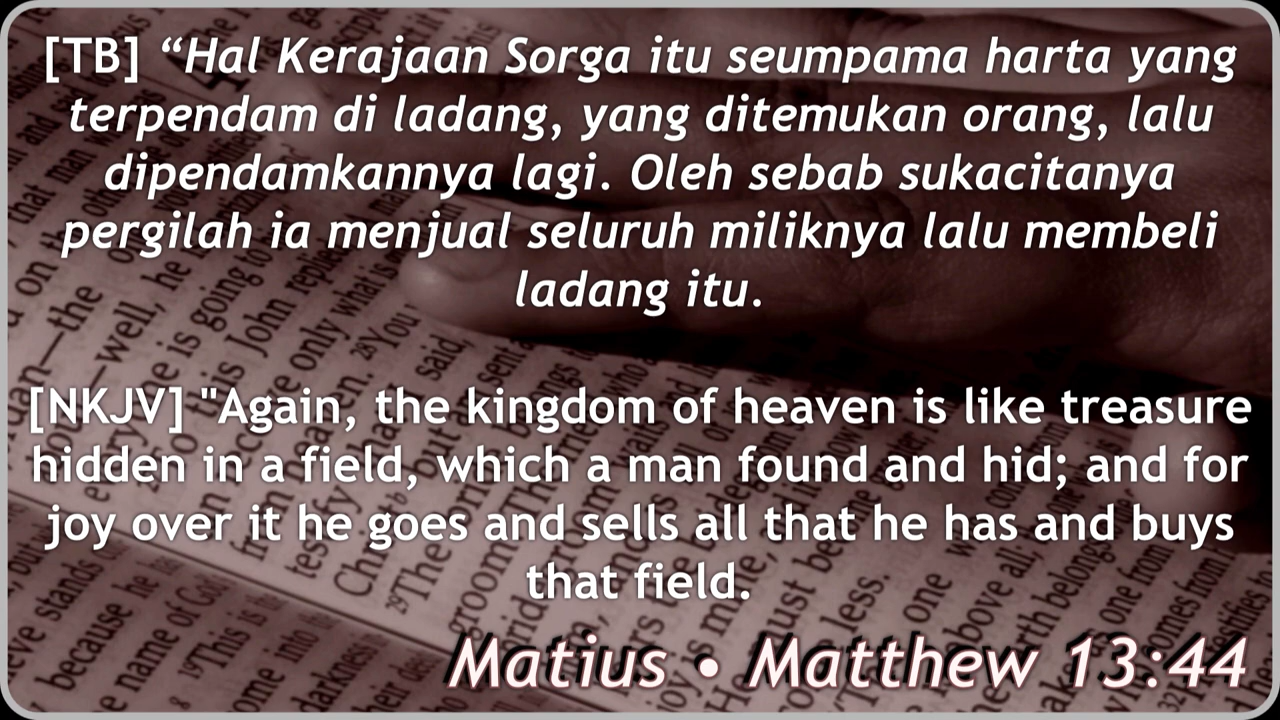 [TB] “Hal Kerajaan Sorga itu seumpama harta yang
terpendam di ladang, yang ditemukan orang, lalu
dipendamkannya lagi. Oleh sebab sukacitanya
pergilah ia menjual seluruh miliknya lalu membeli
ladang itu.
[NKJV] "Again, the kingdom of heaven is like treasure
hidden in a field, which a man found and hid; and for
joy over it he goes and sells all that he has and buys
that field.
Matius • Matthew 13:44